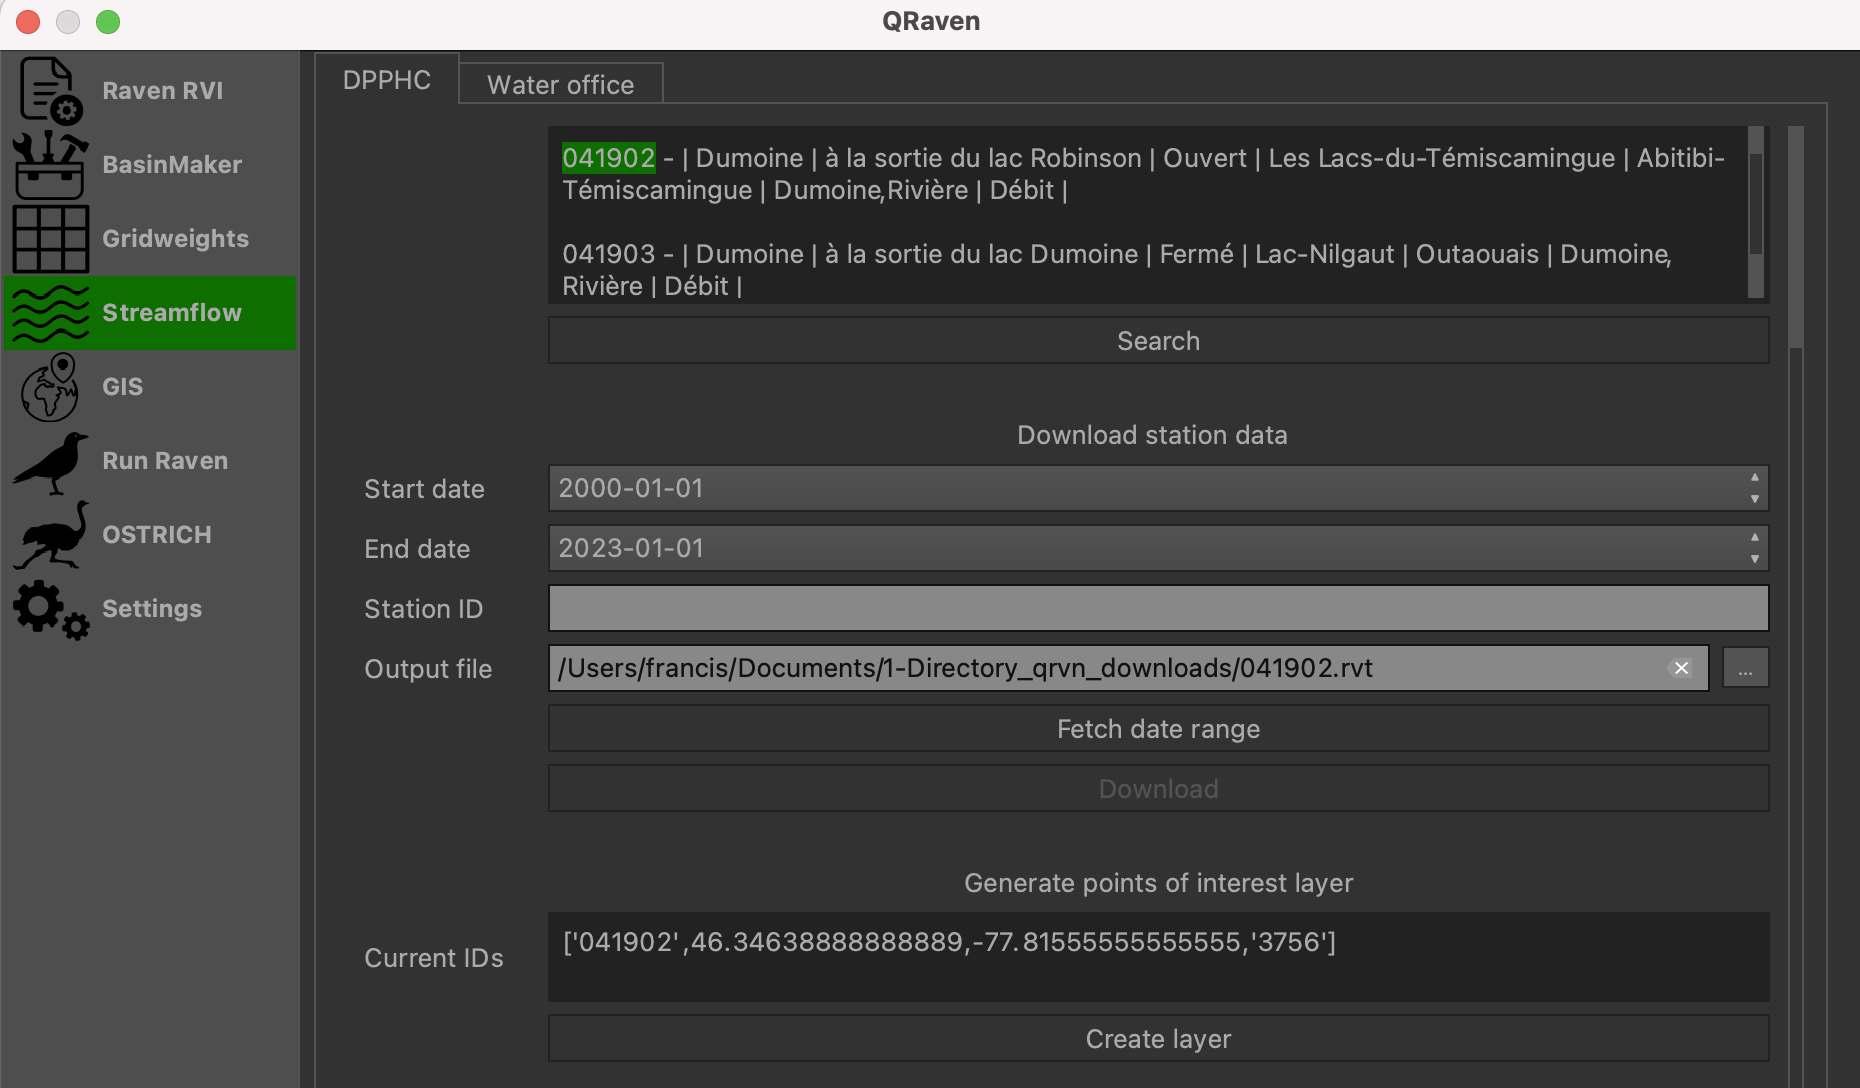 QRaven
Raven RVI
BasinMaker
Gridweights
Streamflow
GIS
Run Raven
OSTRICH
Settings
DPPHC
Water office
041902 - | Dumoine | à la sortie du lac Robinson | Ouvert | Les Lacs-du-Témiscamingue | Abitibi-
Témiscamingue | Dumoine,Rivière | Débit |
041903 - | Dumoine | à la sortie du lac Dumoine | Fermé | Lac-Nilgaut | Outaouais | Dumoine,
Rivière | Débit |
Search
Download station data
Start date
2000-01-01
End date
2023-01-01
Station ID
Output file
/Users/francis/Documents/1-Directory_qrvn_downloads/041902.rvt
...
Fetch date range
Download
Generate points of interest layer
Current IDs
['041902',46.34638888888889,-77.81555555555555,'3756']
Create layer